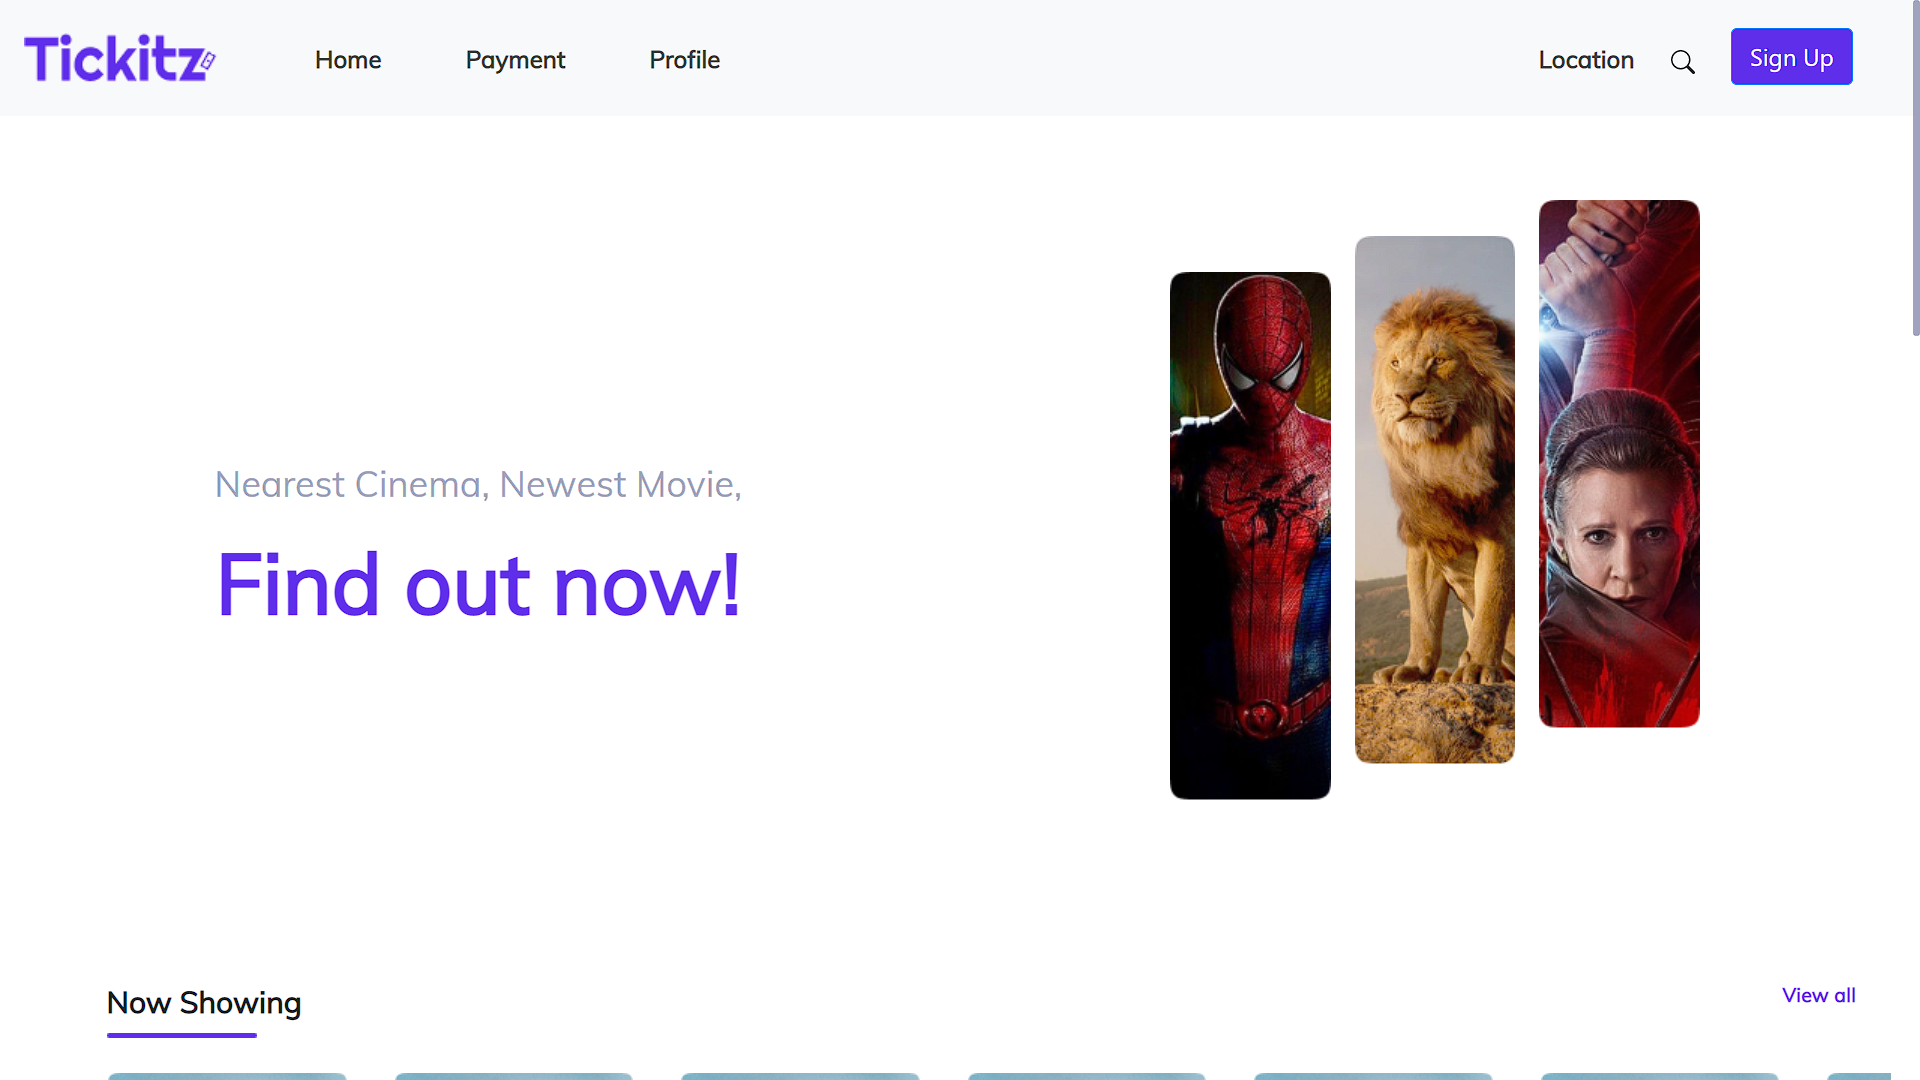 Tickitz
Home
Payment
Profile
Location
Sign Up
Nearest Cinema, Newest Movie,
Find out now!
Now Showing
View all